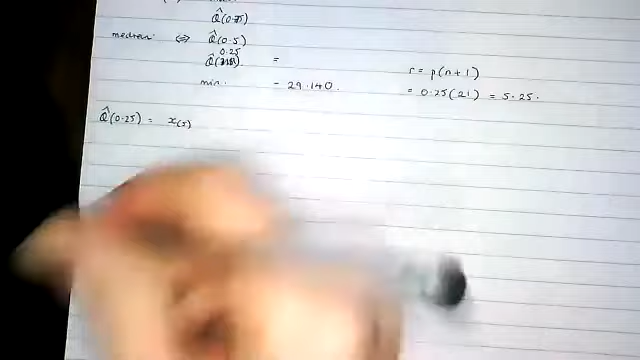 Q̂(0.75)
median ⇔ Q̂(0.5)
0.25
Q̂( ) =
r = p(n+1)
min. - 29.140.
= 0.25(21) = 5.25.
Q̂(0.25) = x(5)